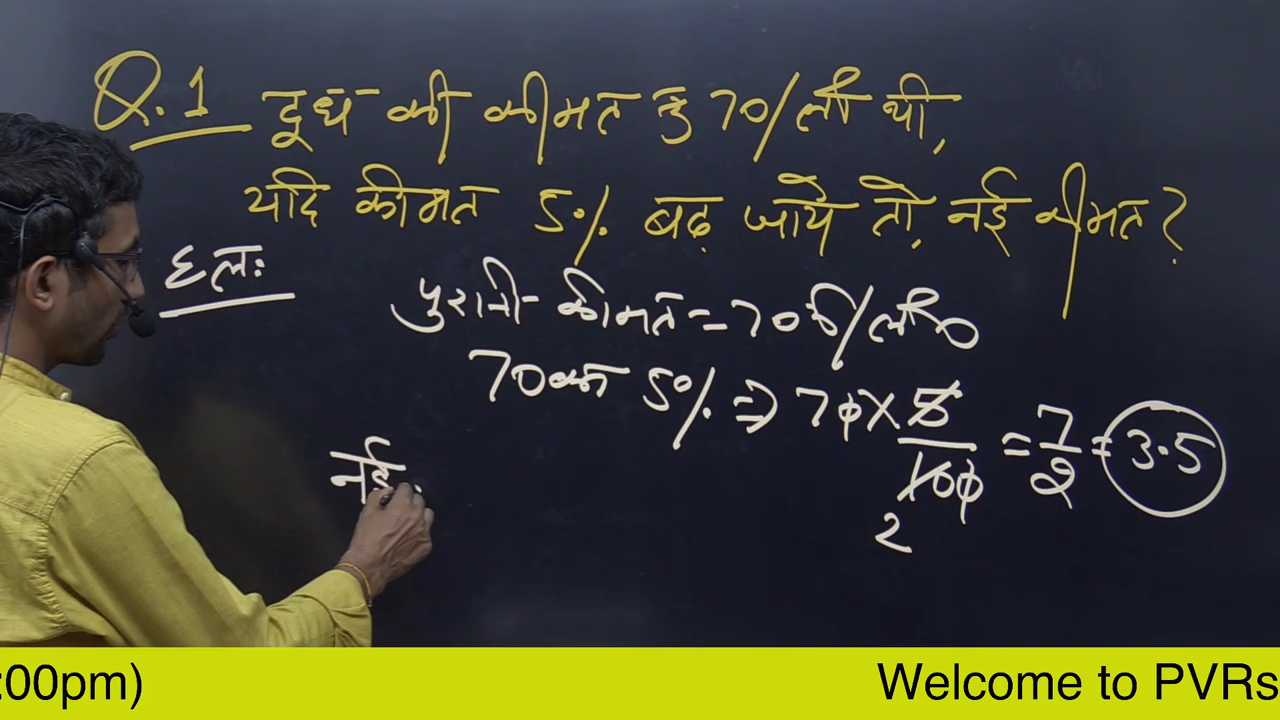 Q.1 दूध की कीमत ₹ 70/ली थी,
यदि कीमत 5% बढ़ जाये तो, नई कीमत ?
हलः
पुरानी कीमत = 70 रु/ली०
70 का 5% ⇒ 70 × 5/100 = 7/2 = 3.5
2
नई
:00pm) Welcome to PVRs